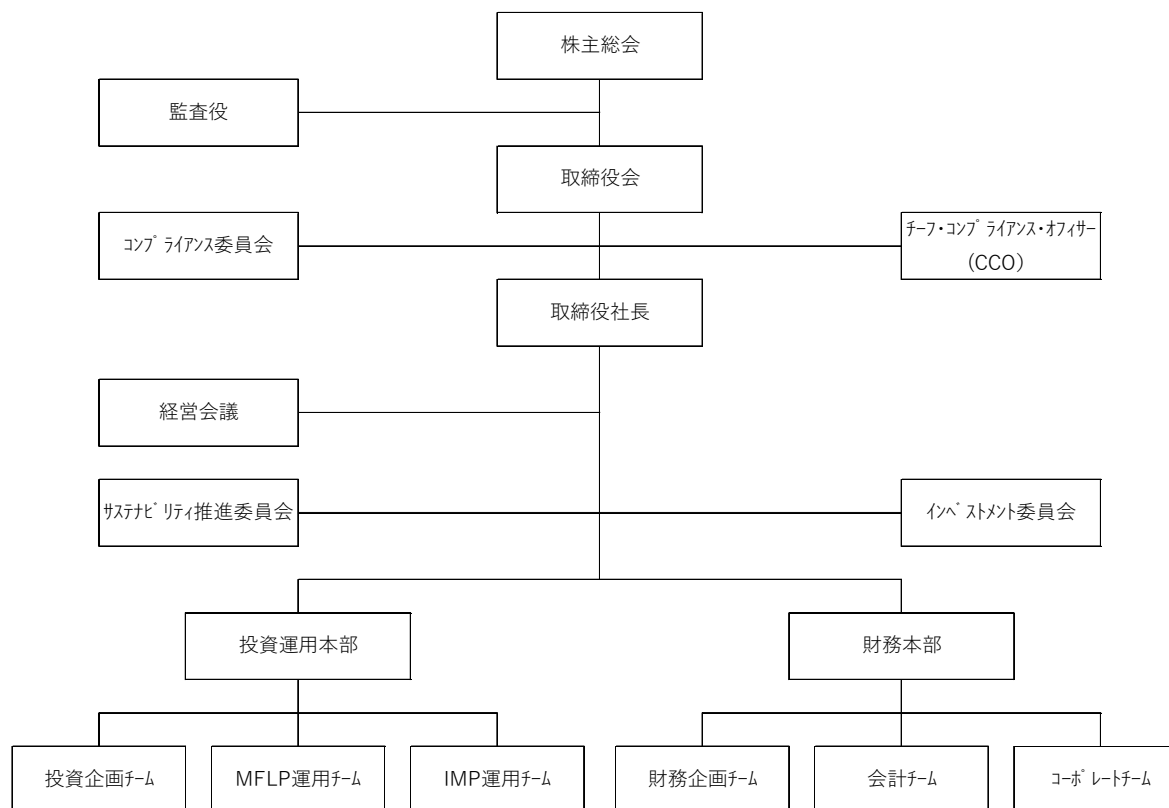 株主総会
監査役
取締役会
コンプライアンス委員会
チーフ・コンプライアンス・オフィサー
(CCO)
取締役社長
経営会議
サステナビリティ推進委員会
インベストメント委員会
投資運用本部
財務本部
投資企画チーム
MFLP運用チーム
IMP運用チーム
財務企画チーム
会計チーム
コーポレートチーム